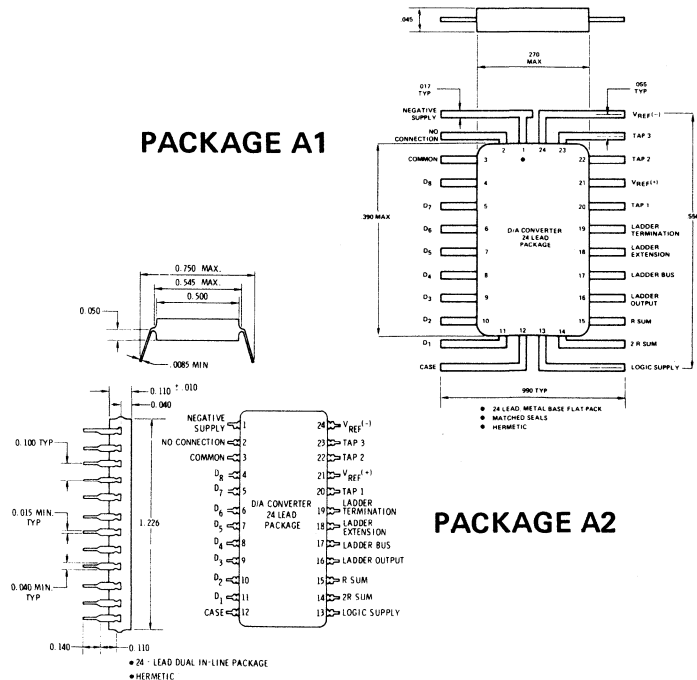 .045
270
MAX
.017
TYP
.055
TYP
NEGATIVE
SUPPLY
VREF(-)
NO
CONNECTION
2 1 24 23
TAP 3
COMMON 3
22 TAP 2
D8 4
21 VREF(+)
D7 5
20 TAP 1
390 MAX
D6 6
D/A CONVERTER
24 LEAD
PACKAGE
19 LADDER
TERMINATION
D5 7
18 LADDER
EXTENSION
D4 8
17 LADDER BUS
D3 9
16 LADDER
OUTPUT
D2 10
15 R SUM
D1
11 12 13 14
2 R SUM
CASE
LOGIC SUPPLY
990 TYP
● 24 LEAD, METAL BASE FLAT PACK
● MATCHED SEALS
● HERMETIC
PACKAGE A1
0.750 MAX.
0.545 MAX.
0.500
0.050
.0085 MIN
0.110 ±.010
0.040
0.100 TYP
0.015 MIN.
TYP
1.226
0.040 MIN.
TYP
0.140
0.110
NEGATIVE
SUPPLY 1
24 VREF(-)
NO CONNECTION 2
23 TAP 3
COMMON 3
22 TAP 2
D8 4
21 VREF(+)
D7 5
20 TAP 1
D6 6
D/A CONVERTER
24 LEAD
PACKAGE
19 LADDER
TERMINATION
D5 7
18 LADDER
EXTENSION
D4 8
17 LADDER BUS
D3 9
16 LADDER OUTPUT
D2 10
15 R SUM
D1 11
14 2R SUM
CASE 12
13 LOGIC SUPPLY
● 24 - LEAD DUAL IN-LINE PACKAGE
● HERMETIC
PACKAGE A2